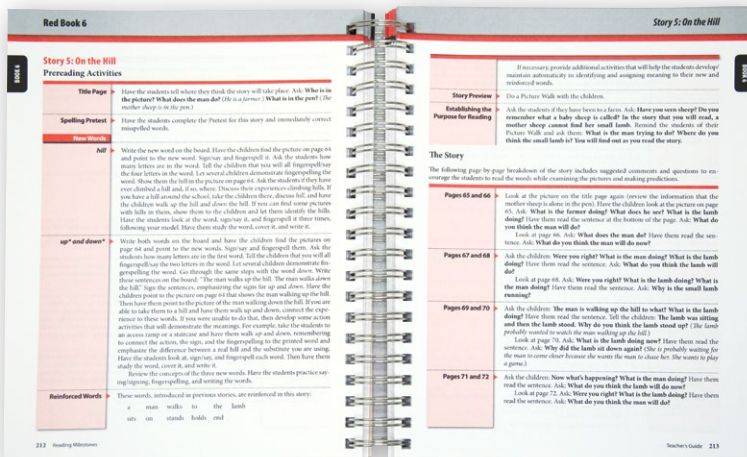 Red Book 6
BOOK 6
Story 5: On the Hill
Prereading Activities
Title Page
Have the students tell where they think the story will take place. Ask: Who is in
the picture? What does the man do? (He is a farmer.) What is in the pen? (The
mother sheep is in the pen.)
Spelling Pretest
Have the students complete the Pretest for this story and immediately correct
misspelled words.
New Words
hill
Write the new word on the board. Have the children find the picture on page 64
and point to the new word. Sign/say and fingerspell it. Ask the students how
many letters are in the word. Tell the children that you will all fingerspell/say
the four letters in the word. Let several children demonstrate fingerspelling the
word. Show them the hill in the picture on page 64. Ask the students if they have
ever climbed a hill and, if so, where. Discuss their experiences climbing hills. If
you have a hill around the school, take the children there, discuss hill, and have
the children walk up the hill and down the hill. If you can find some pictures
with hills in them, show them to the children and let them identify the hills.
Have the students look at the word, sign/say it, and fingerspell it three times,
following your model. Have them study the word, cover it, and write it.
up* and down*
Write both words on the board and have the children find the pictures on
page 64 and point to the new words. Sign/say and fingerspell them. Ask the
students how many letters are in the first word. Tell the children that you will all
fingerspell/say the two letters in the word. Let several children demonstrate fin-
gerspelling the word. Go through the same steps with the word down. Write
these sentences on the board, "The man walks up the hill. The man walks down
the hill." Sign the sentences, emphasizing the signs for up and down. Have the
children point to the picture on page 64 that shows the man walking up the hill.
Then have them point to the picture of the man walking down the hill. If you are
able to take them to a hill and have them walk up and down, connect the expe-
rience to these words. If you were unable to do that, then develop some action
activities that will demonstrate the meanings. For example, take the students to
an access ramp or a staircase and have them walk up and down, remembering
to connect the action, the sign, and the fingerspelling to the printed word and
emphasize the difference between a real hill and the substitute you are using.
Have the students look at, sign/say, and fingerspell each word. Then have them
study the word, cover it, and write it.
Review the concepts of the three new words. Have the students practice say-
ing/signing, fingerspelling, and writing the words.
Reinforced Words
These words, introduced in previous stories, are reinforced in this story:
a man walks to the lamb
sits on stands holds end
212 Reading Milestones
Story 5: On the Hill
BOOK 6
If necessary, provide additional activities that will help the students develop/
maintain automaticity in identifying and assigning meaning to their new and
reinforced words.
Story Preview
Do a Picture Walk with the children.
Establishing the
Purpose for Reading
Ask the students if they have been to a farm. Ask: Have you seen sheep? Do you
remember what a baby sheep is called? In the story that you will read, a
mother sheep cannot find her small lamb. Remind the students of their
Picture Walk and ask them: What is the man trying to do? Where do you
think the small lamb is? You will find out as you read the story.
The Story
The following page-by-page breakdown of the story includes suggested comments and questions to en-
courage the students to read the words while examining the pictures and making predictions.
Pages 65 and 66
Look at the picture on the title page again (review the information that the
mother sheep is alone in the pen). Have the children look at the picture on page
65. Ask: What is the farmer doing? What does he see? What is the lamb
doing? Have them read the sentence at the bottom of the page. Ask: What do
you think the man will do?
Look at page 66. Ask: What does the man do? Have them read the sen-
tence. Ask: What do you think the man will do now?
Pages 67 and 68
Ask the children: Were you right? What is the man doing? What is the lamb
doing? Have them read the sentence. Ask: What do you think the lamb will
do?
Look at page 68. Ask: Were you right? What is the lamb doing? What is
the man doing? Have them read the sentence. Ask: Why is the small lamb
running?
Pages 69 and 70
Ask the children: The man is walking up the hill to what? What is the lamb
doing? Have them read the sentence. Tell the children: The lamb was sitting
and then the lamb stood. Why do you think the lamb stood up? (The lamb
probably wanted to watch the man walking up the hill.)
Look at page 70. Ask: What is the lamb doing now? Have them read the
sentence. Ask: Why did the lamb sit down again? (She is probably waiting for
the man to come closer because she wants the man to chase her. She wants to play
a game.)
Pages 71 and 72
Ask the children: Now what's happening? What is the man doing? Have them
read the sentence. Ask: What do you think the lamb will do now?
Look at page 72. Ask: Were you right? What is the lamb doing? Have them
read the sentence. Ask: What do you think the man will do?
Teacher's Guide 213